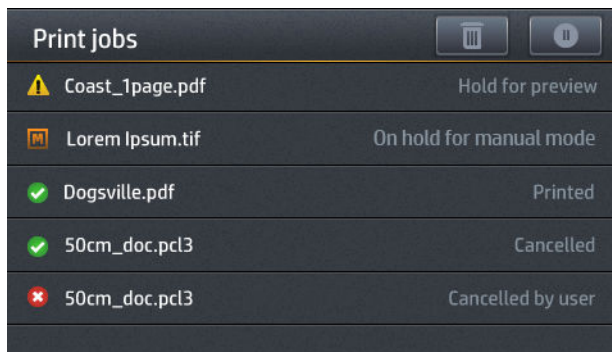 Print jobs
Coast_1page.pdf Hold for preview
M Lorem Ipsum.tif On hold for manual mode
Dogsville.pdf Printed
50cm_doc.pcl3 Cancelled
50cm_doc.pcl3 Cancelled by user